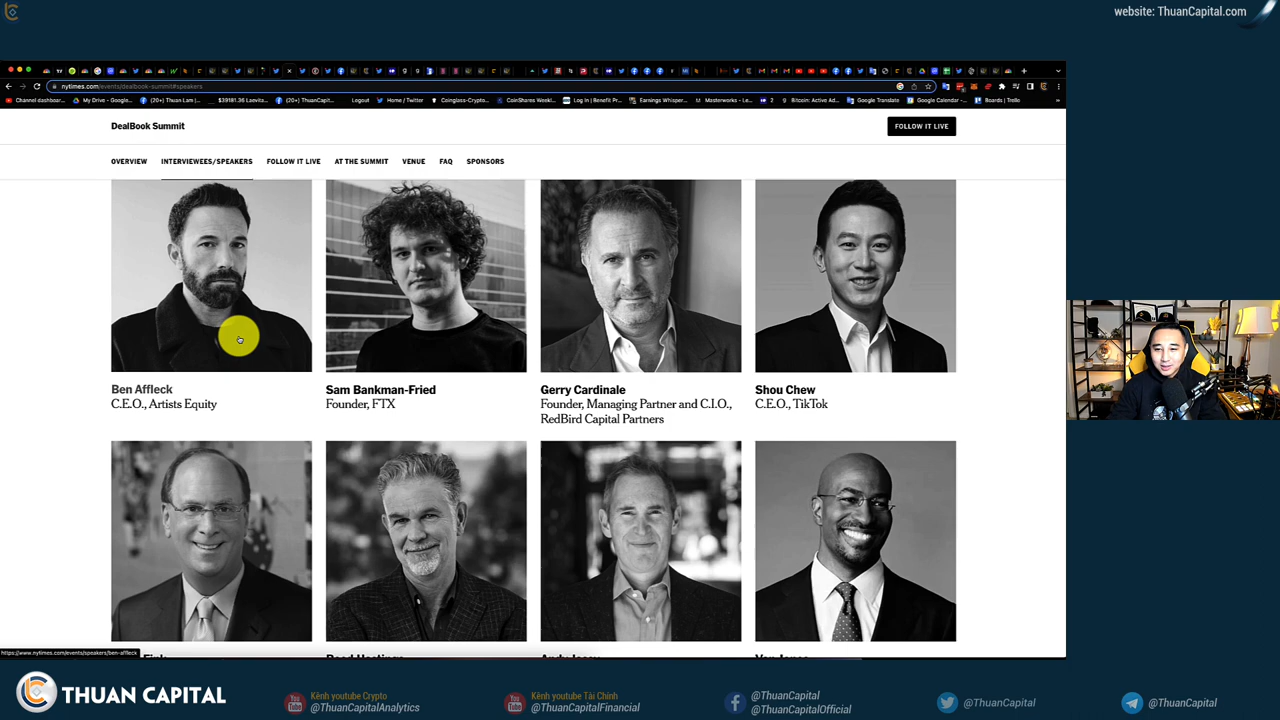 website: ThuanCapital.com
nytimes.com/events/dealbook-summit#speakers
Channel dashboar...
My Drive - Google...
(20+) Thuan Lam (...
$39181.36 Laevita...
(20+) ThuanCapit...
Logout
Home / Twitter
Coinglass-Crypto...
CoinShares Weekl...
Log In | Benefit Pr...
Earnings Whisper...
Masterworks - Le...
2
Bitcoin: Active Ad...
Google Translate
Google Calendar -...
Boards | Trello
DealBook Summit
FOLLOW IT LIVE
OVERVIEW
INTERVIEWEES/SPEAKERS
FOLLOW IT LIVE
AT THE SUMMIT
VENUE
FAQ
SPONSORS
Ben Affleck
C.E.O., Artists Equity
Sam Bankman-Fried
Founder, FTX
Gerry Cardinale
Founder, Managing Partner and C.I.O.,
RedBird Capital Partners
Shou Chew
C.E.O., TikTok
https://www.nytimes.com/events/speakers/ben-affleck
THUAN CAPITAL
Kênh youtube Crypto
@ThuanCapitalAnalytics
Kênh youtube Tài Chính
@ThuanCapitalFinancial
@ThuanCapital
@ThuanCapitalOfficial
@ThuanCapital
@ThuanCapital